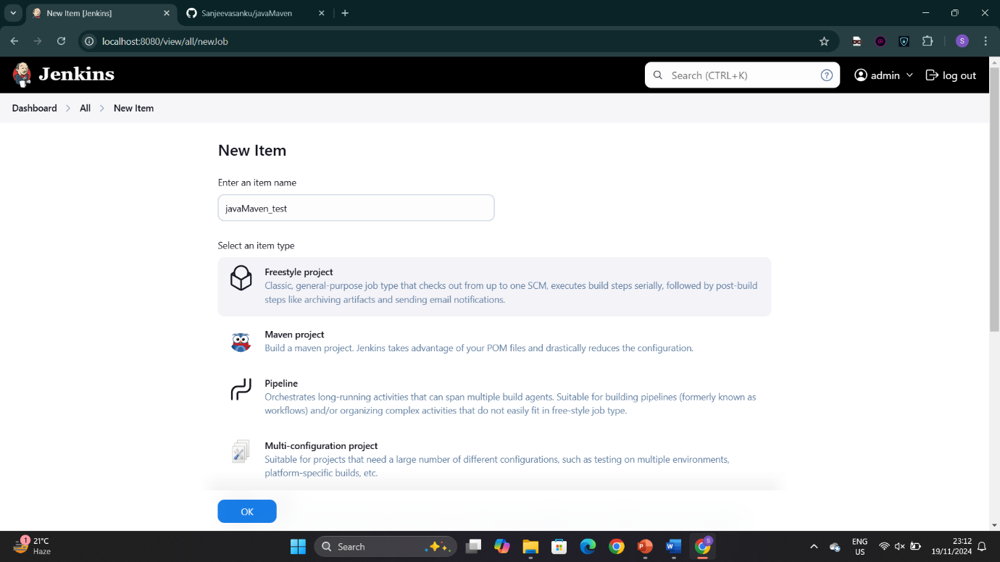 New Item [Jenkins]
Sanjeevasanku/javaMaven
localhost:8080/view/all/newJob
S
Jenkins
Search (CTRL+K)
?
admin
log out
Dashboard
All
New Item
New Item
Enter an item name
javaMaven_test
Select an item type
Freestyle project
Classic, general-purpose job type that checks out from up to one SCM, executes build steps serially, followed by post-build
steps like archiving artifacts and sending email notifications.
Maven project
Build a maven project. Jenkins takes advantage of your POM files and drastically reduces the configuration.
Pipeline
Orchestrates long-running activities that can span multiple build agents. Suitable for building pipelines (formerly known as
workflows) and/or organizing complex activities that do not easily fit in free-style job type.
Multi-configuration project
Suitable for projects that need a large number of different configurations, such as testing on multiple environments,
platform-specific builds, etc.
OK
1
21°C
Haze
Search
P
W
S
ENG
US
23:12
19/11/2024